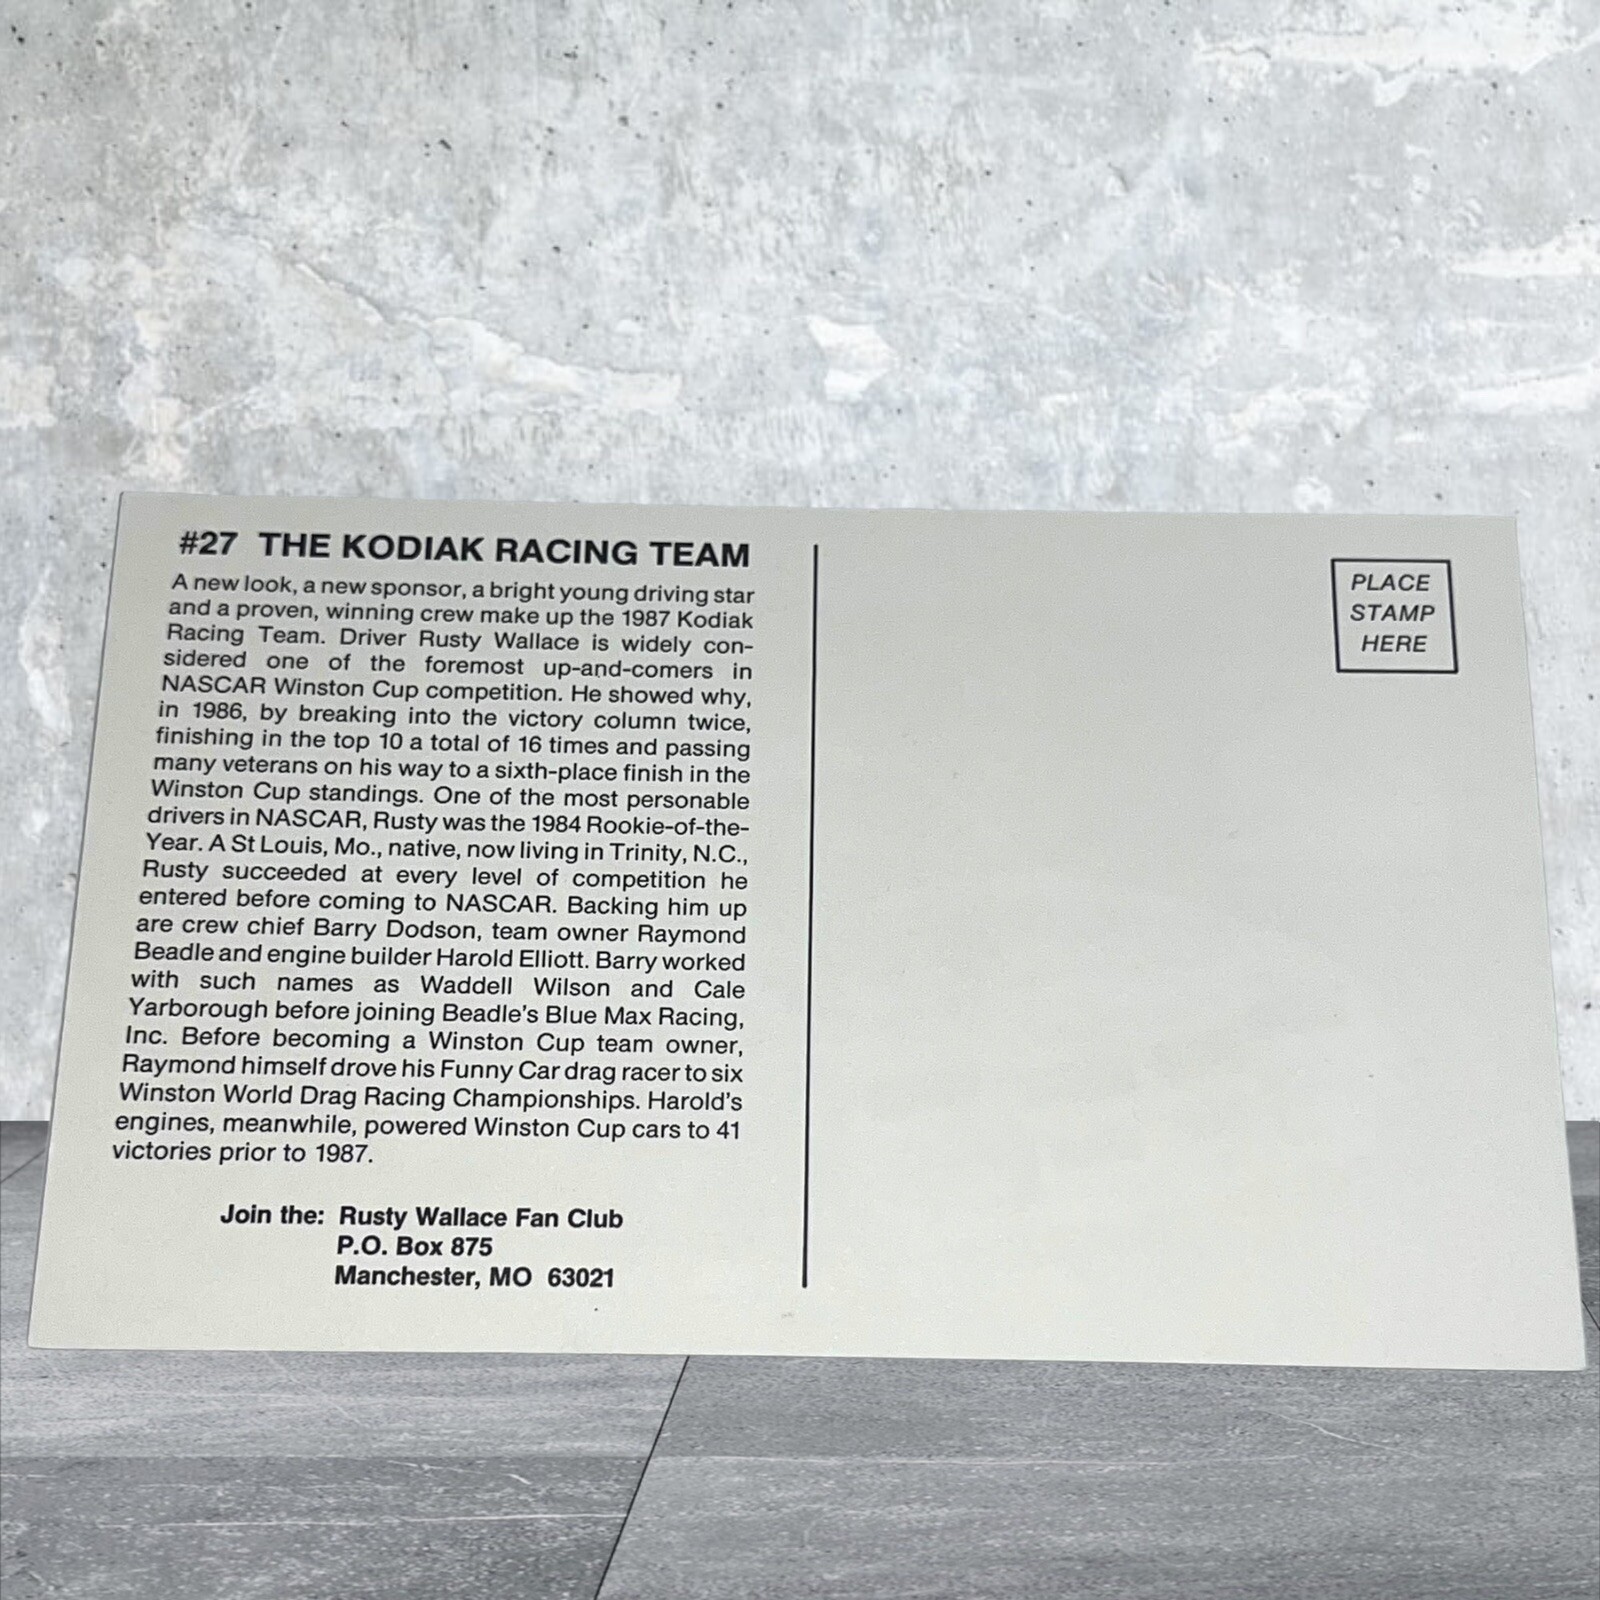 #27 THE KODIAK RACING TEAM
A new look, a new sponsor, a bright young driving star
and a proven, winning crew make up the 1987 Kodiak
Racing Team. Driver Rusty Wallace is widely con-
sidered one of the foremost up-and-comers in
NASCAR Winston Cup competition. He showed why,
in 1986, by breaking into the victory column twice,
finishing in the top 10 a total of 16 times and passing
many veterans on his way to a sixth-place finish in the
Winston Cup standings. One of the most personable
drivers in NASCAR, Rusty was the 1984 Rookie-of-the-
Year. A St Louis, Mo., native, now living in Trinity, N.C.,
Rusty succeeded at every level of competition he
entered before coming to NASCAR. Backing him up
are crew chief Barry Dodson, team owner Raymond
Beadle and engine builder Harold Elliott. Barry worked
with such names as Waddell Wilson and Cale
Yarborough before joining Beadle's Blue Max Racing,
Inc. Before becoming a Winston Cup team owner,
Raymond himself drove his Funny Car drag racer to six
Winston World Drag Racing Championships. Harold's
engines, meanwhile, powered Winston Cup cars to 41
victories prior to 1987.
Join the: Rusty Wallace Fan Club
P.O. Box 875
Manchester, MO 63021
PLACE
STAMP
HERE